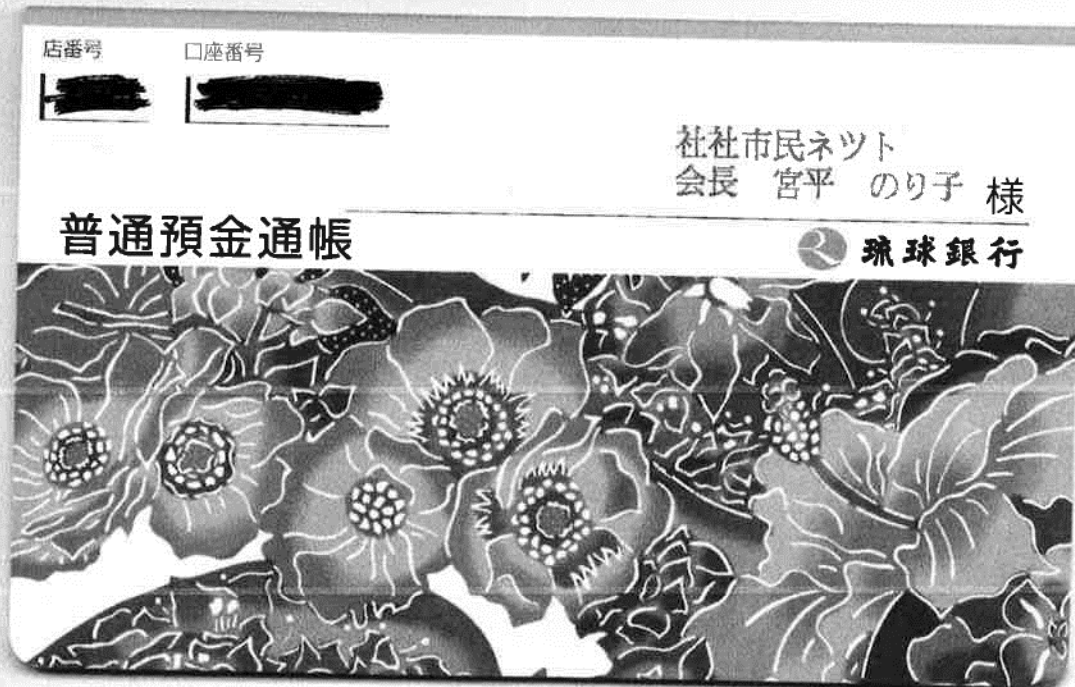 店番号 口座番号
社社市民ネツト
会長 宮平 のり子 様
普通預金通帳
琉球銀行